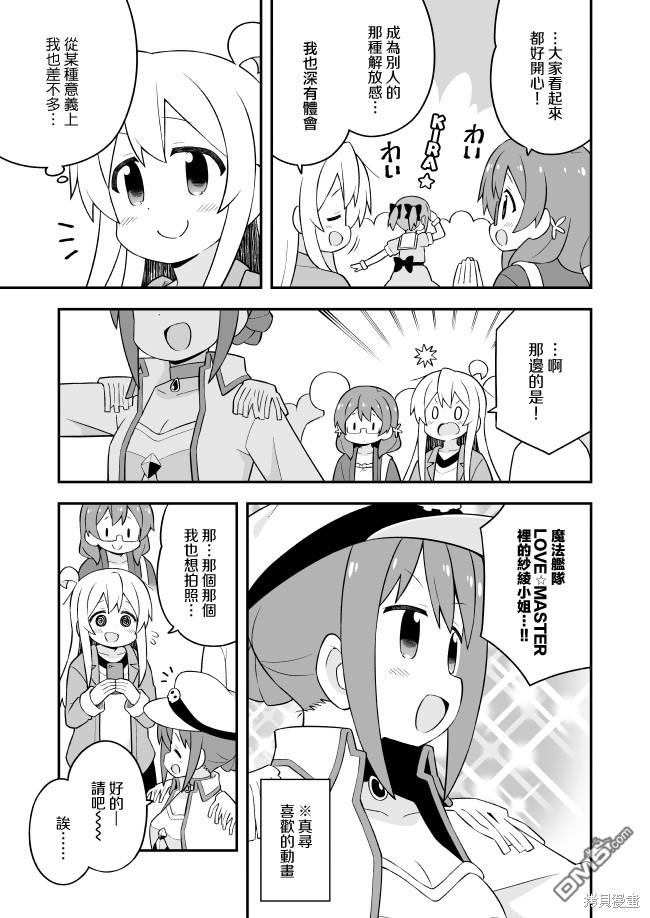 …大家看起來
都好開心！
成為別人的
那種解放感…
我也深有體會
わい
KIRA☆
わい
從某種意義上
我也差不多…
…啊
那邊的是！
魔法艦隊
LOVE☆MASTER
裡的紗綾小姐…!!
※真尋
喜歡的動畫
那…那個那個
我也想拍照…
好的—
請吧～～
誒……
DM5.com
拷貝漫畫